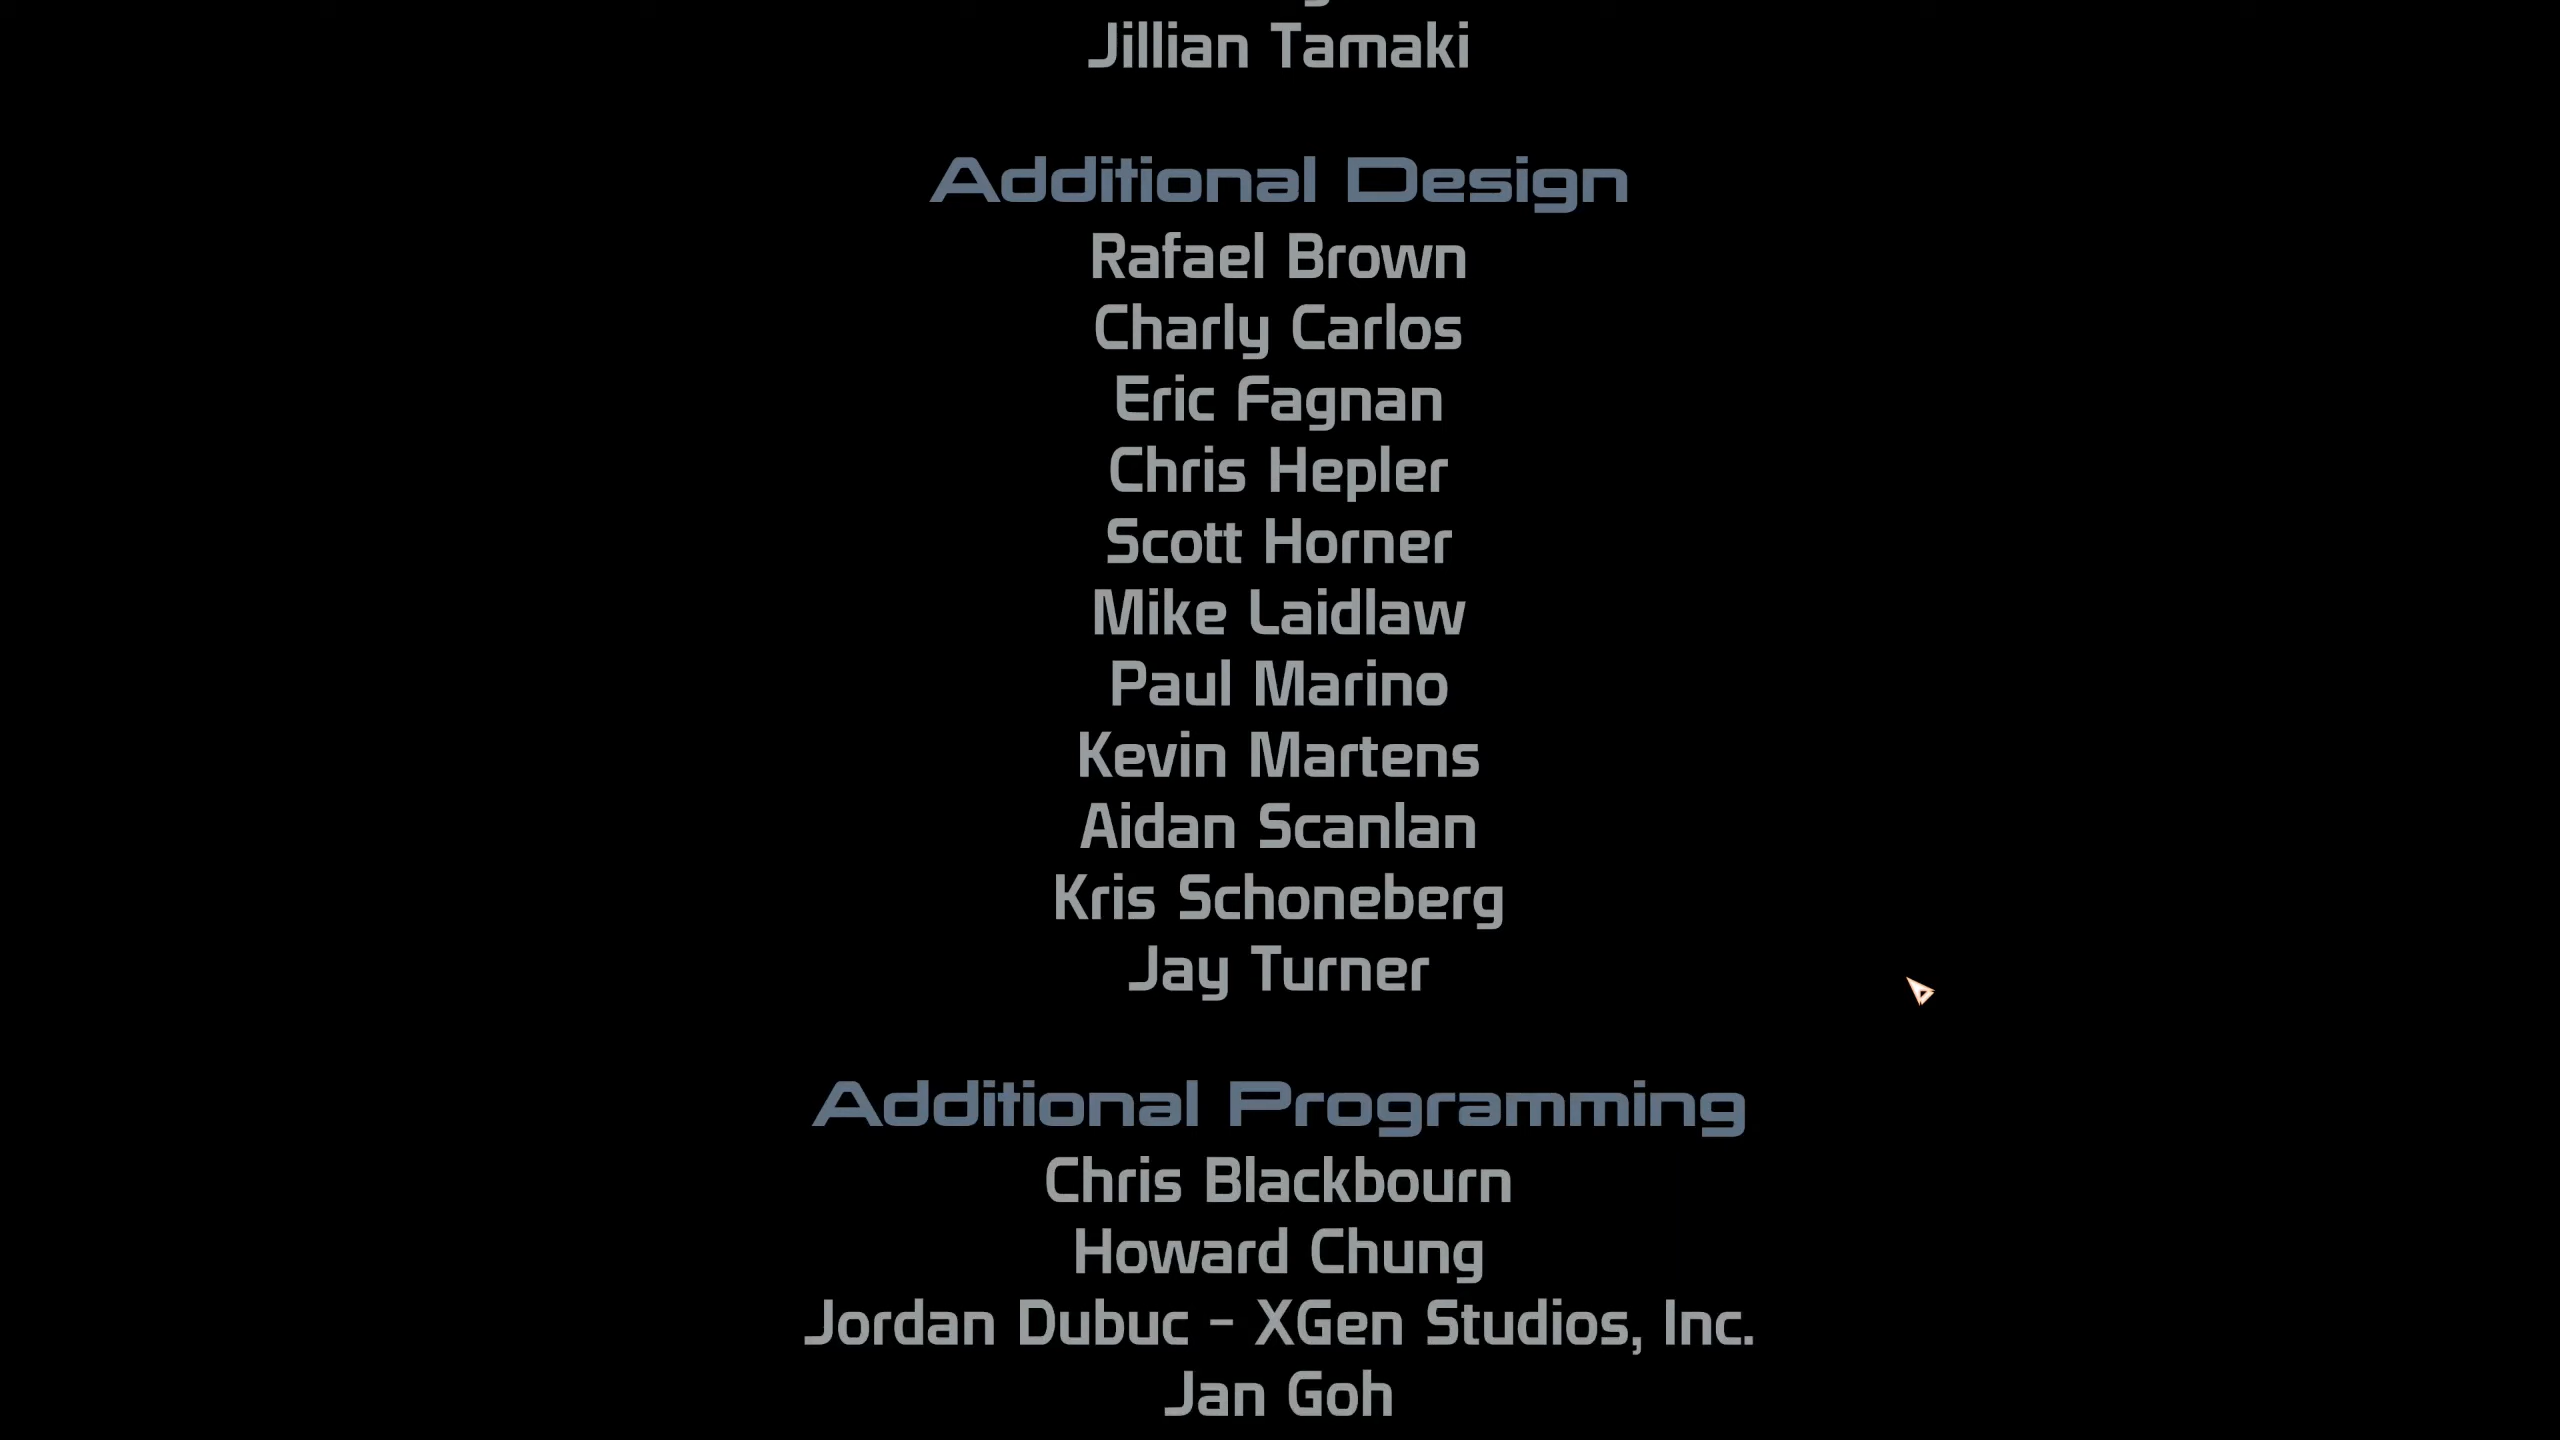 Jillian Tamaki
Additional Design
Rafael Brown
Charly Carlos
Eric Fagnan
Chris Hepler
Scott Horner
Mike Laidlaw
Paul Marino
Kevin Martens
Aidan Scanlan
Kris Schoneberg
Jay Turner
Additional Programming
Chris Blackbourn
Howard Chung
Jordan Dubuc - XGen Studios, Inc.
Jan Goh